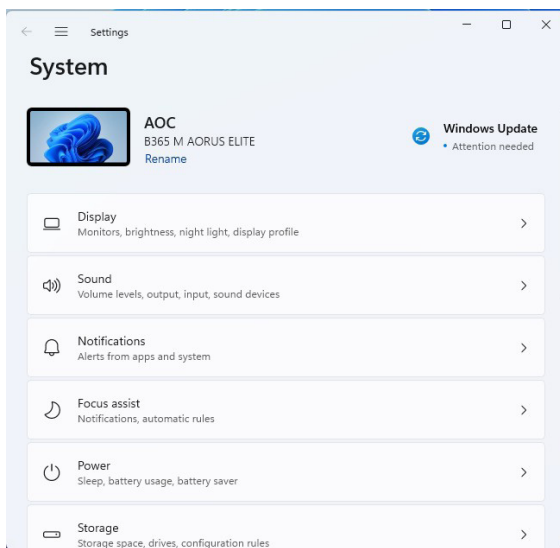 Settings
System
AOC
B365 M AORUS ELITE
Rename
Windows Update
• Attention needed
Display
Monitors, brightness, night light, display profile
Sound
Volume levels, output, input, sound devices
Notifications
Alerts from apps and system
Focus assist
Notifications, automatic rules
Power
Sleep, battery usage, battery saver
Storage
Storage space, drives, configuration rules